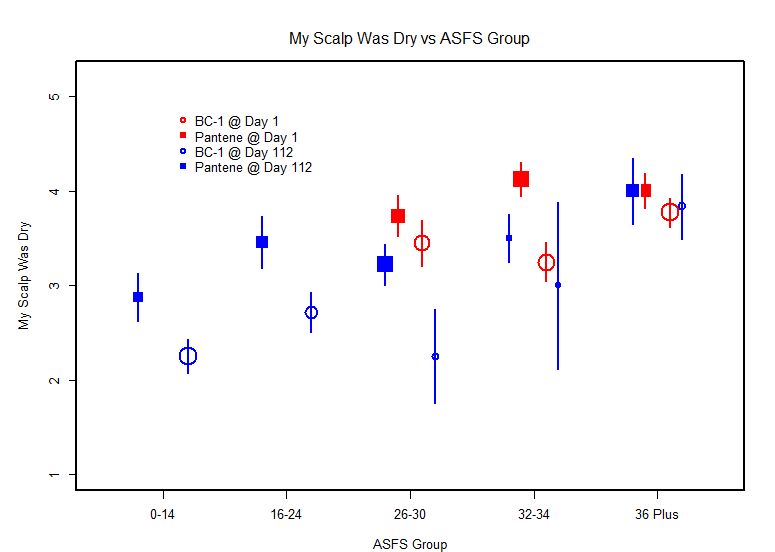 My Scalp Was Dry vs ASFS Group
5
BC-1 @ Day 1
Pantene @ Day 1
BC-1 @ Day 112
Pantene @ Day 112
4
My Scalp Was Dry
3
2
1
0-14 16-24 26-30 32-34 36 Plus
ASFS Group